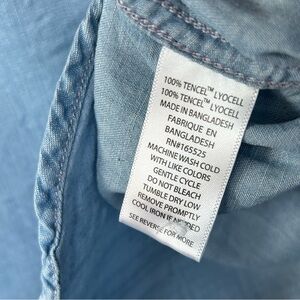 100% TENCEL™ LYOCELL
100% TENCEL™ LYOCELL
MADE IN BANGLADESH
FABRIQUE EN
BANGLADESH
RN#165525
MACHINE WASH COLD
WITH LIKE COLORS
GENTLE CYCLE
DO NOT BLEACH
TUMBLE DRY LOW
REMOVE PROMPTLY
COOL IRON IF NEEDED
SEE REVERSE FOR MORE